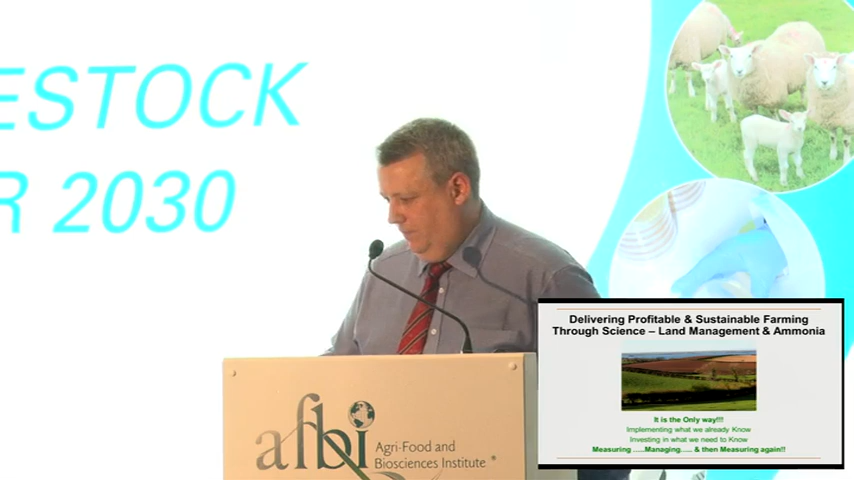 ESTOCK
R 2030
afbi
Agri-Food and
Biosciences Institute
Delivering Profitable & Sustainable Farming
Through Science – Land Management & Ammonia
It is the Only way!!!
Implementing what we already Know
Investing in what we need to Know
Measuring .....Managing..... & then Measuring again!!